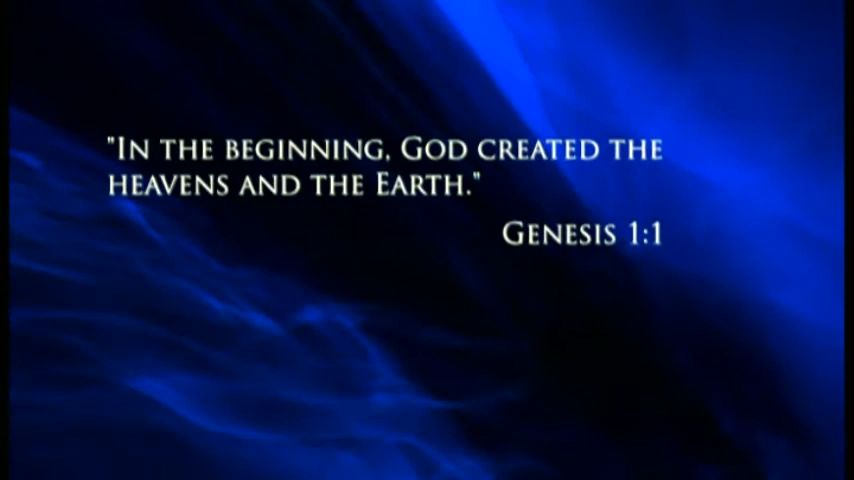 "In the beginning, God created the
heavens and the Earth."
Genesis 1:1